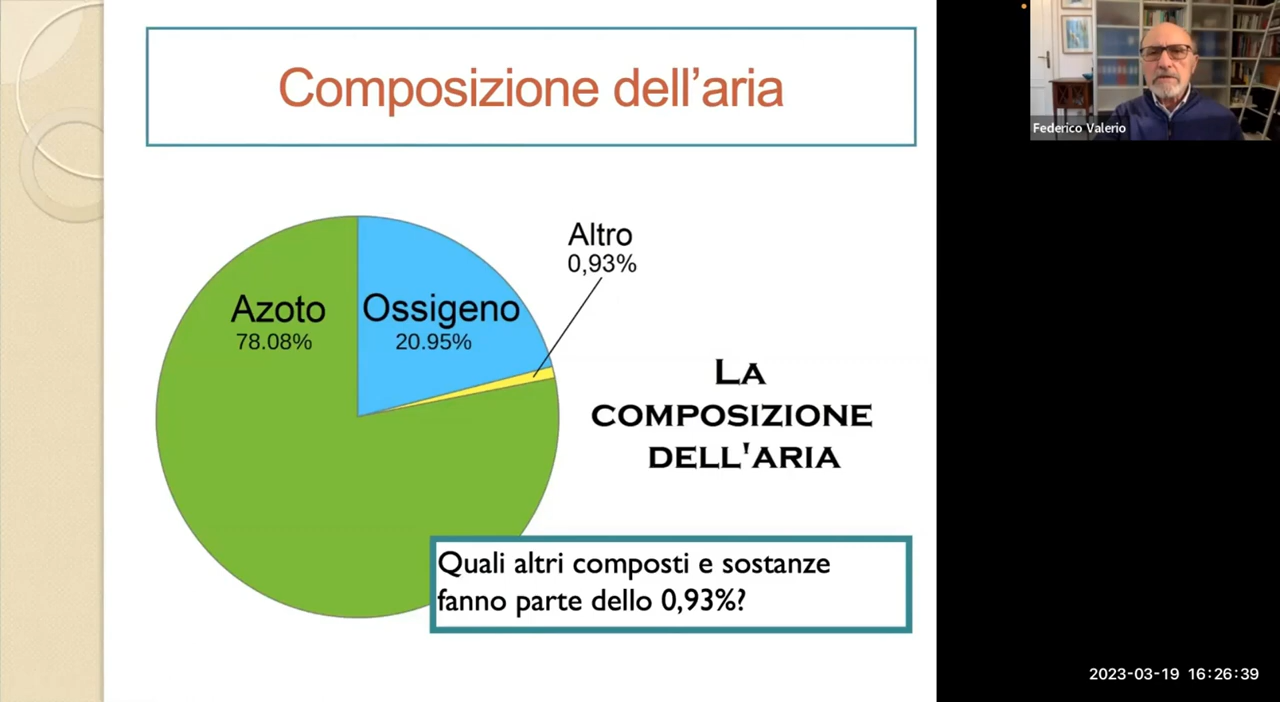 Composizione dell’aria
Federico Valerio
Altro
0,93%
Azoto
78.08%
Ossigeno
20.95%
LA
COMPOSIZIONE
DELL'ARIA
Quali altri composti e sostanze
fanno parte dello 0,93%?
2023-03-19 16:26:39